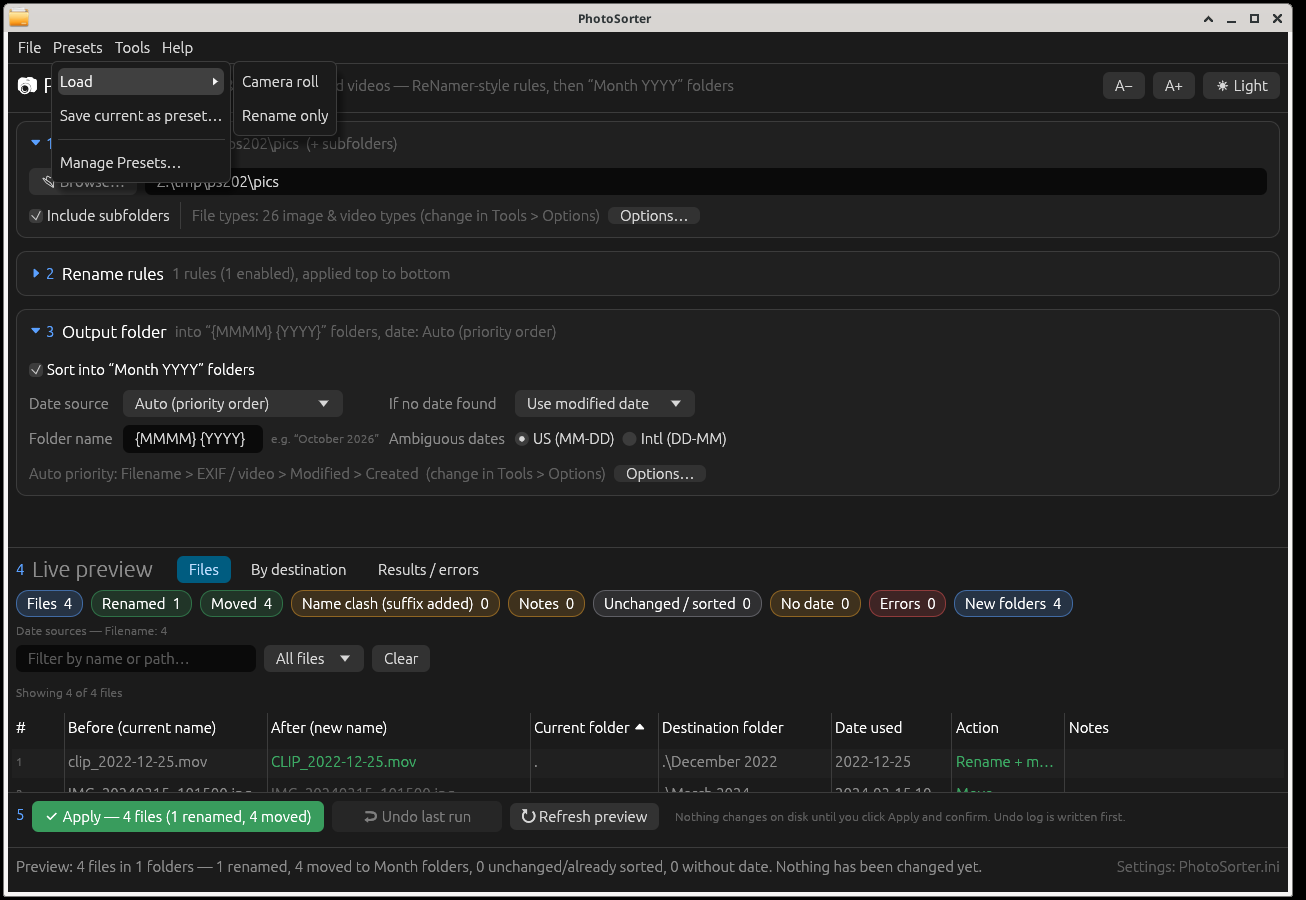 PhotoSorter
File Presets Tools Help
Load
Camera roll
Save current as preset…
Rename only
Manage Presets…
videos — ReNamer-style rules, then “Month YYYY” folders
A−
A+
☀ Light
1
(+ subfolders)
Z:\tmp\ps202\pics
Include subfolders
File types: 26 image & video types (change in Tools > Options)
Options…
2 Rename rules 1 rules (1 enabled), applied top to bottom
3 Output folder into “{MMMM} {YYYY}” folders, date: Auto (priority order)
Sort into “Month YYYY” folders
Date source Auto (priority order) If no date found Use modified date
Folder name {MMMM} {YYYY} e.g. “October 2026” Ambiguous dates US (MM-DD) Intl (DD-MM)
Auto priority: Filename > EXIF / video > Modified > Created (change in Tools > Options) Options…
4 Live preview Files By destination Results / errors
Files 4 Renamed 1 Moved 4 Name clash (suffix added) 0 Notes 0 Unchanged / sorted 0 No date 0 Errors 0 New folders 4
Date sources — Filename: 4
Filter by name or path… All files Clear
Showing 4 of 4 files
# Before (current name) After (new name) Current folder Destination folder Date used Action Notes
1 clip_2022-12-25.mov CLIP_2022-12-25.mov . .\December 2022 2022-12-25 Rename + m…
5 ✓ Apply — 4 files (1 renamed, 4 moved) Undo last run Refresh preview Nothing changes on disk until you click Apply and confirm. Undo log is written first.
Preview: 4 files in 1 folders — 1 renamed, 4 moved to Month folders, 0 unchanged/already sorted, 0 without date. Nothing has been changed yet. Settings: PhotoSorter.ini